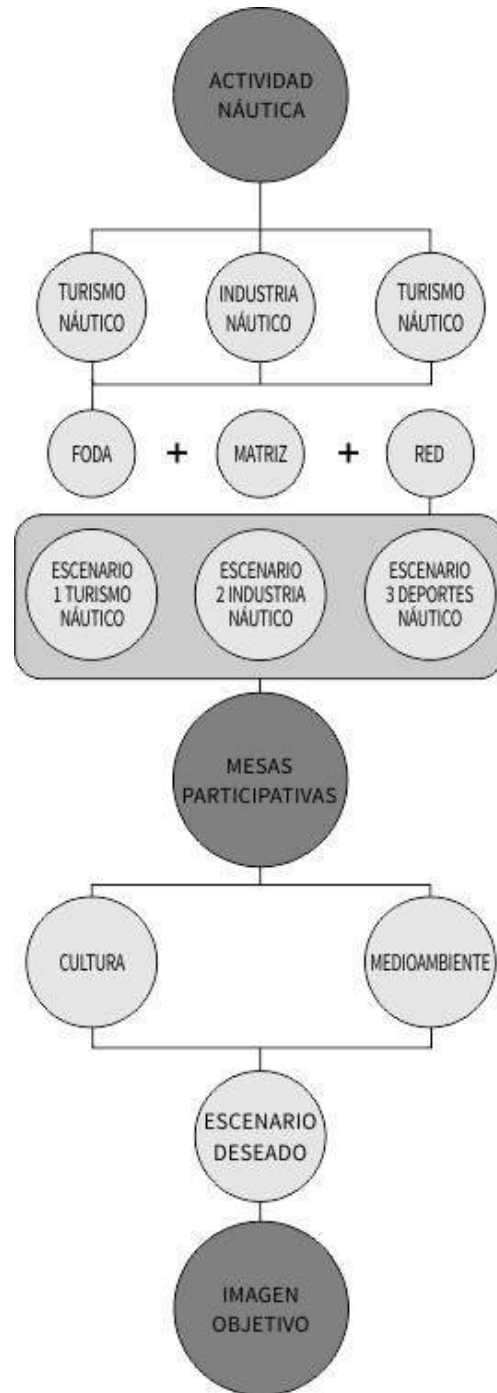 ACTIVIDAD
NÁUTICA
TURISMO
NÁUTICO
INDUSTRIA
NÁUTICO
TURISMO
NÁUTICO
FODA
+
MATRIZ
+
RED
ESCENARIO
1 TURISMO
NÁUTICO
ESCENARIO
2 INDUSTRIA
NÁUTICO
ESCENARIO
3 DEPORTES
NÁUTICO
MESAS
PARTICIPATIVAS
CULTURA
MEDIOAMBIENTE
ESCENARIO
DESEADO
IMAGEN
OBJETIVO